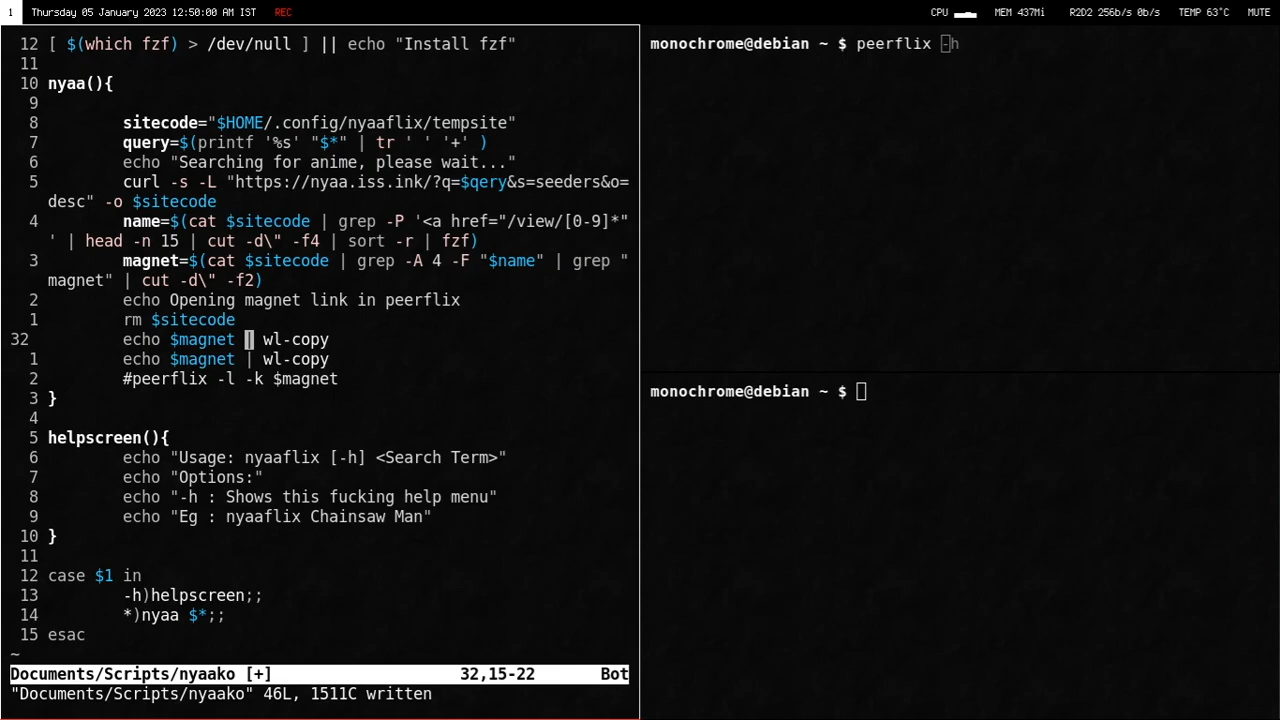 1 Thursday 05 January 2023 12:50:00 AM IST REC CPU MEM 437Mi R2D2 256b/s 0b/s TEMP 63°C MUTE
12 [ $(which fzf) > /dev/null ] || echo "Install fzf"
11
10 nyaa(){
9
8 sitecode="$HOME/.config/nyaaflix/tempsite"
7 query=$(printf '%s' "$*" | tr ' ' '+' )
6 echo "Searching for anime, please wait..."
5 curl -s -L "https://nyaa.iss.ink/?q=$qery&s=seeders&o=
desc" -o $sitecode
4 name=$(cat $sitecode | grep -P '<a href="/view/[0-9]*"
' | head -n 15 | cut -d\" -f4 | sort -r | fzf)
3 magnet=$(cat $sitecode | grep -A 4 -F "$name" | grep "
magnet" | cut -d\" -f2)
2 echo Opening magnet link in peerflix
1 rm $sitecode
32 echo $magnet | wl-copy
1 echo $magnet | wl-copy
2 #peerflix -l -k $magnet
3 }
4
5 helpscreen(){
6 echo "Usage: nyaaflix [-h] <Search Term>"
7 echo "Options:"
8 echo "-h : Shows this fucking help menu"
9 echo "Eg : nyaaflix Chainsaw Man"
10 }
11
12 case $1 in
13 -h)helpscreen;;
14 *)nyaa $*;;
15 esac
~
Documents/Scripts/nyaako [+] 32,15-22 Bot
"Documents/Scripts/nyaako" 46L, 1511C written
monochrome@debian ~ $ peerflix -h
monochrome@debian ~ $